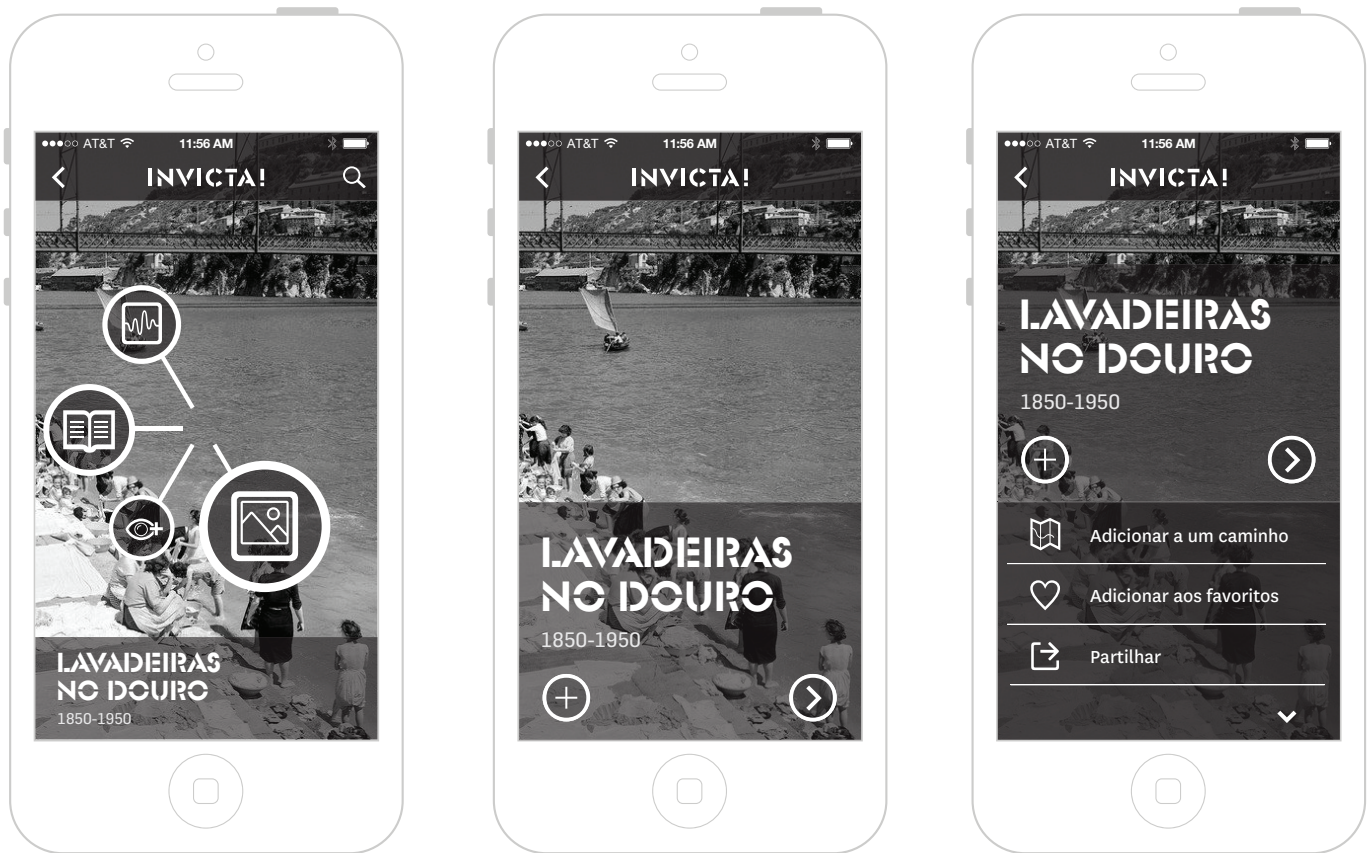 AT&T 11:56 AM
INVICTA!
LAVADEIRAS
NO DOURO
1850-1950
AT&T 11:56 AM
INVICTA!
LAVADEIRAS
NO DOURO
1850-1950
AT&T 11:56 AM
INVICTA!
LAVADEIRAS
NO DOURO
1850-1950
Adicionar a um caminho
Adicionar aos favoritos
Partilhar